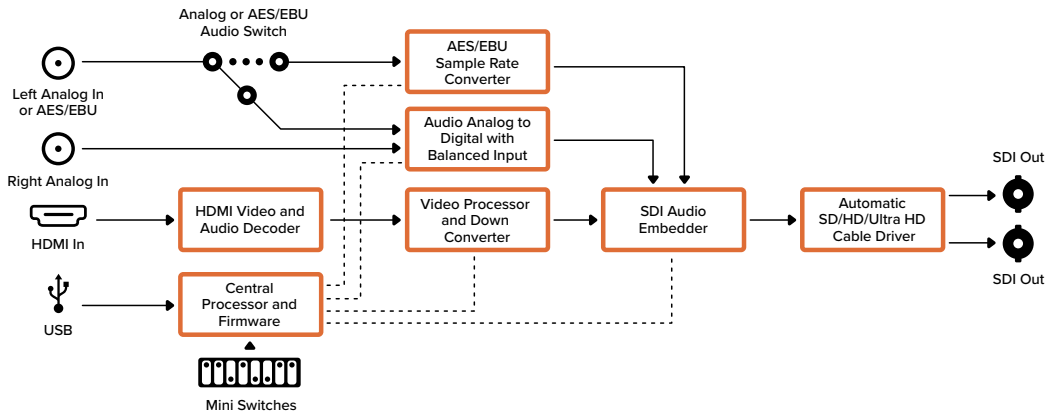 Analog or AES/EBU
Audio Switch
Left Analog In
or AES/EBU
Right Analog In
HDMI In
USB
AES/EBU
Sample Rate
Converter
Audio Analog to
Digital with
Balanced Input
HDMI Video and
Audio Decoder
Video Processor
and Down
Converter
SDI Audio
Embedder
Automatic
SD/HD/Ultra HD
Cable Driver
SDI Out
SDI Out
Central
Processor and
Firmware
Mini Switches